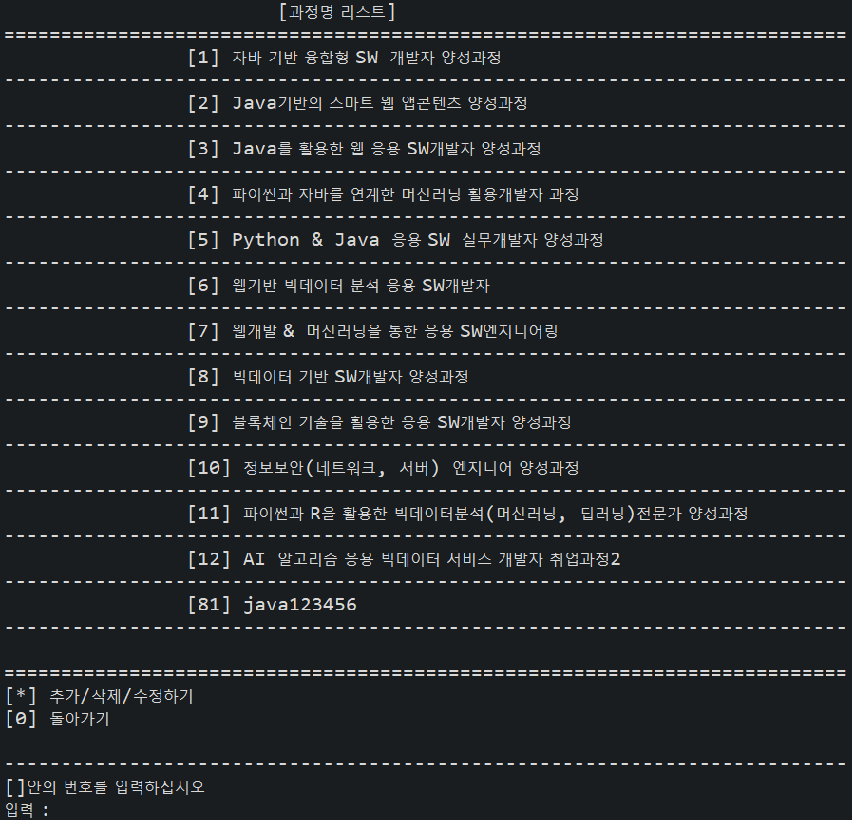 [과정명 리스트]
===========================================================================
[1] 자바 기반 융합형 SW 개발자 양성과정
---------------------------------------------------------------------------
[2] Java기반의 스마트 웹 앱콘텐츠 양성과정
---------------------------------------------------------------------------
[3] Java를 활용한 웹 응용 SW개발자 양성과정
---------------------------------------------------------------------------
[4] 파이썬과 자바를 연계한 머신러닝 활용개발자 과정
---------------------------------------------------------------------------
[5] Python & Java 응용 SW 실무개발자 양성과정
---------------------------------------------------------------------------
[6] 웹기반 빅데이터 분석 응용 SW개발자
---------------------------------------------------------------------------
[7] 웹개발 & 머신러닝을 통한 응용 SW엔지니어링
---------------------------------------------------------------------------
[8] 빅데이터 기반 SW개발자 양성과정
---------------------------------------------------------------------------
[9] 블록체인 기술을 활용한 응용 SW개발자 양성과정
---------------------------------------------------------------------------
[10] 정보보안(네트워크, 서버) 엔지니어 양성과정
---------------------------------------------------------------------------
[11] 파이썬과 R을 활용한 빅데이터분석(머신러닝, 딥러닝)전문가 양성과정
---------------------------------------------------------------------------
[12] AI 알고리즘 응용 빅데이터 서비스 개발자 취업과정2
---------------------------------------------------------------------------
[81] java123456
---------------------------------------------------------------------------
===========================================================================
[*] 추가/삭제/수정하기
[0] 돌아가기
---------------------------------------------------------------------------
[]안의 번호를 입력하십시오
입력 :